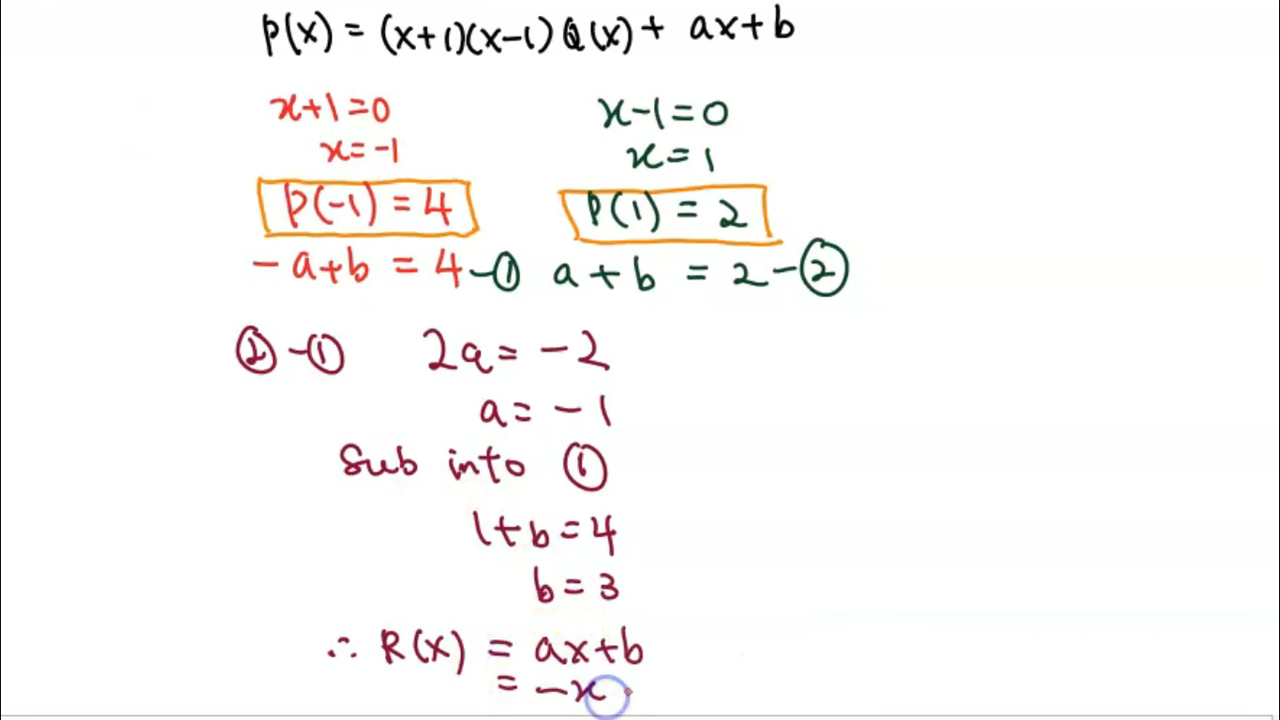 P(x) = (x+1)(x-1) Q(x) + ax+b
x+1=0
x=-1
P(-1) = 4
-a+b = 4 -①
x-1=0
x=1
P(1) = 2
a+b = 2 -②
② -① 2a = -2
a = -1
Sub into ①
1+b=4
b=3
∴ R(x) = ax+b
= -x